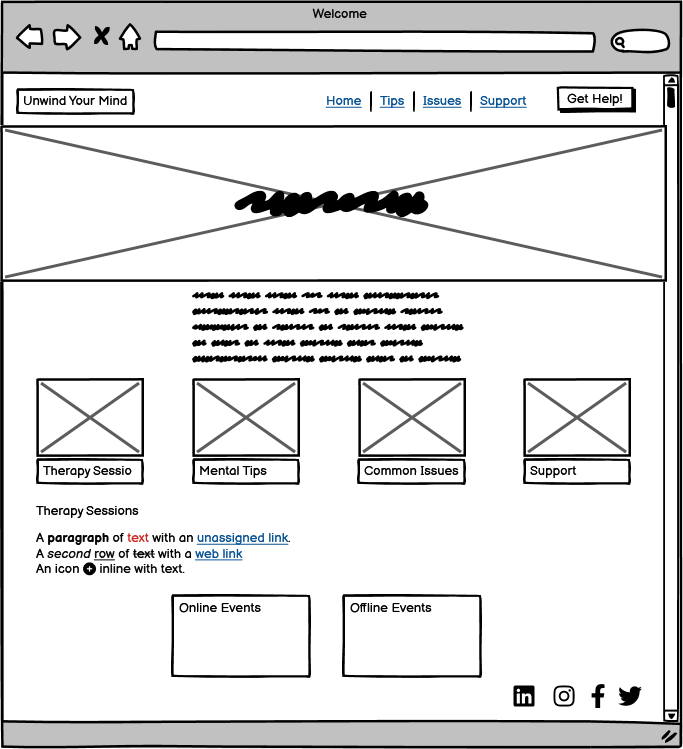 Welcome
Unwind Your Mind
Home Tips Issues Support Get Help!
Therapy Sessio
Mental Tips
Common Issues
Support
Therapy Sessions
A paragraph of text with an unassigned link.
A second row of text with a web link
An icon inline with text.
Online Events
Offline Events